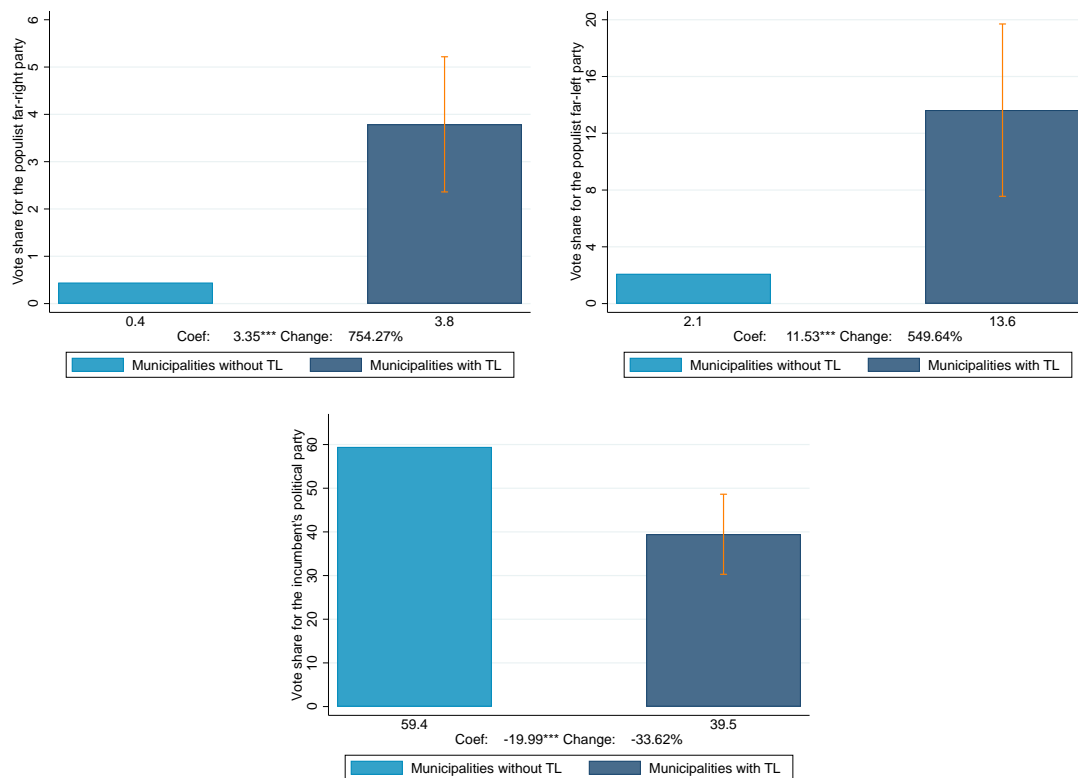 Vote share for the populist far-right party
6
5
4
3
2
1
0
0.4 3.8
Coef: 3.35*** Change: 754.27%
Municipalities without TL Municipalities with TL
Vote share for the populist far-left party
20
16
12
8
4
0
2.1 13.6
Coef: 11.53*** Change: 549.64%
Municipalities without TL Municipalities with TL
Vote share for the incumbent's political party
60
50
40
30
20
10
0
59.4 39.5
Coef: -19.99*** Change: -33.62%
Municipalities without TL Municipalities with TL